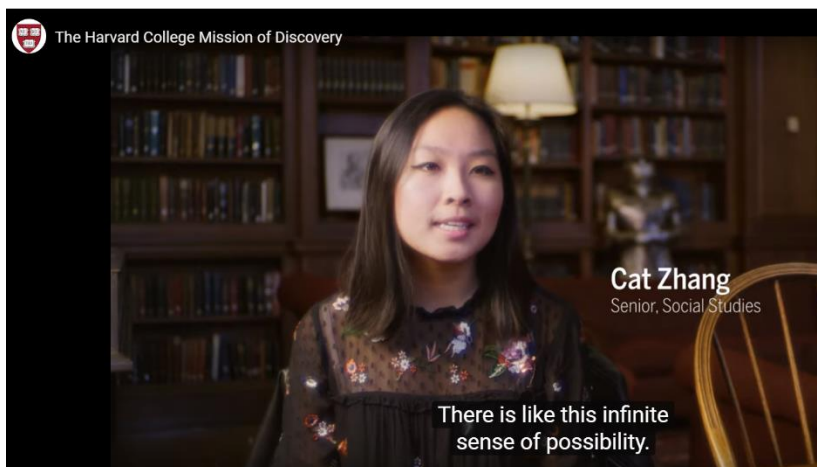 The Harvard College Mission of Discovery
Cat Zhang
Senior, Social Studies
There is like this infinite
sense of possibility.